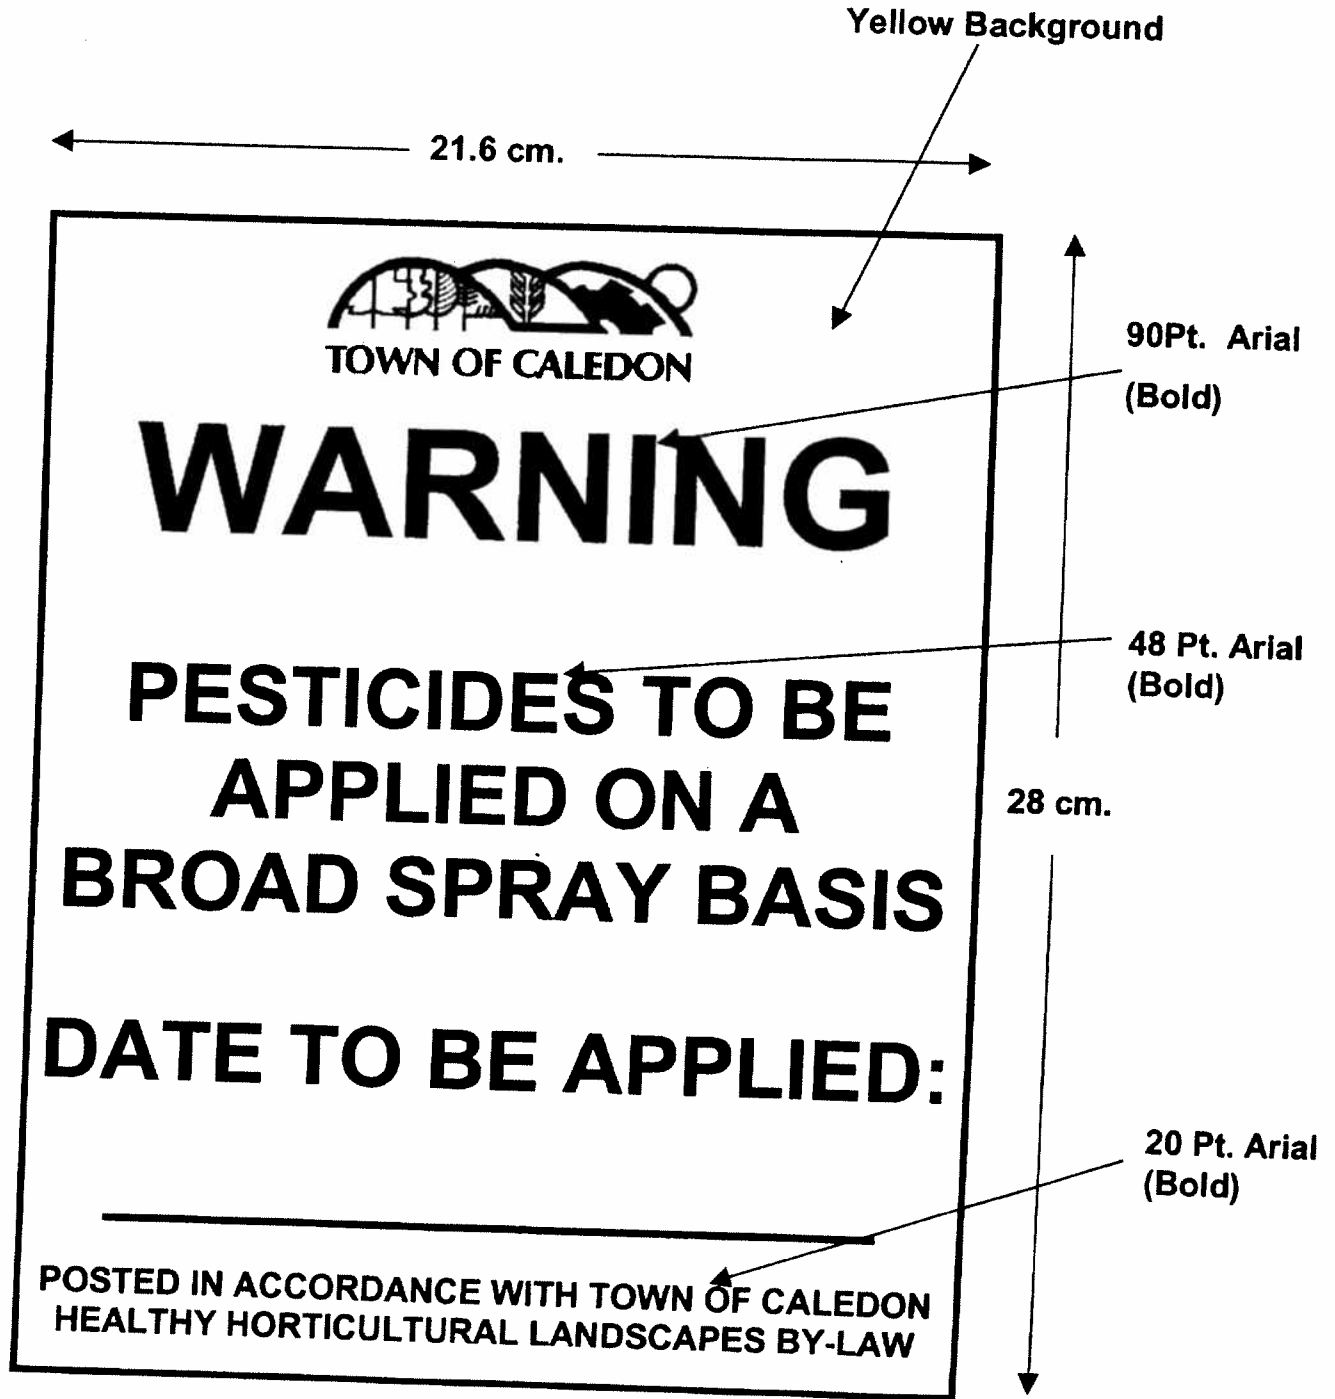 Yellow Background
21.6 cm.
TOWN OF CALEDON
90Pt. Arial
(Bold)
WARNING
48 Pt. Arial
(Bold)
PESTICIDES TO BE
APPLIED ON A
28 cm.
BROAD SPRAY BASIS
DATE TO BE APPLIED:
20 Pt. Arial
(Bold)
POSTED IN ACCORDANCE WITH TOWN OF CALEDON
HEALTHY HORTICULTURAL LANDSCAPES BY-LAW